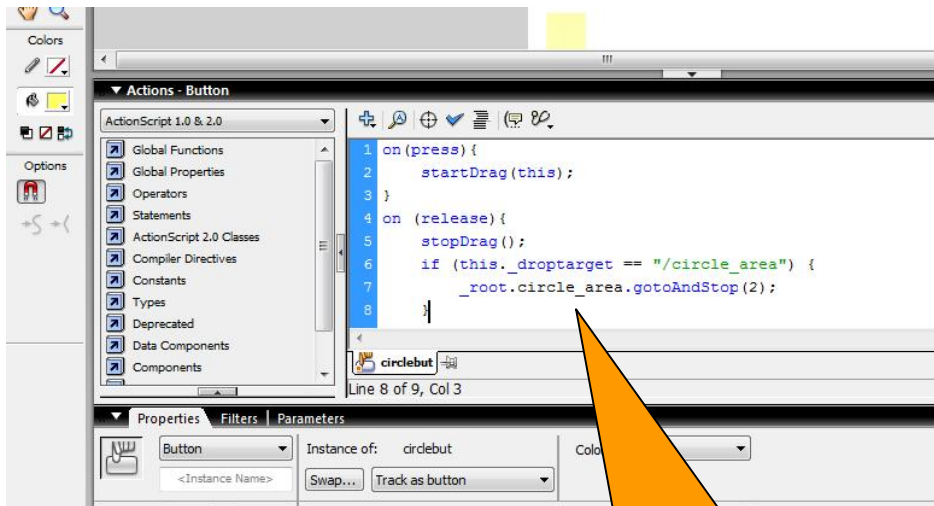 Colors
Options
▼ Actions - Button
ActionScript 1.0 & 2.0
Global Functions
Global Properties
Operators
Statements
ActionScript 2.0 Classes
Compiler Directives
Constants
Types
Deprecated
Data Components
Components
1 on(press){
2 startDrag(this);
3 }
4 on (release){
5 stopDrag();
6 if (this._droptarget == "/circle_area") {
7 _root.circle_area.gotoAndStop(2);
8 }
circlebut
Line 8 of 9, Col 3
▼ Properties Filters | Parameters
Button
Instance of: circlebut
<Instance Name>
Swap...
Track as button